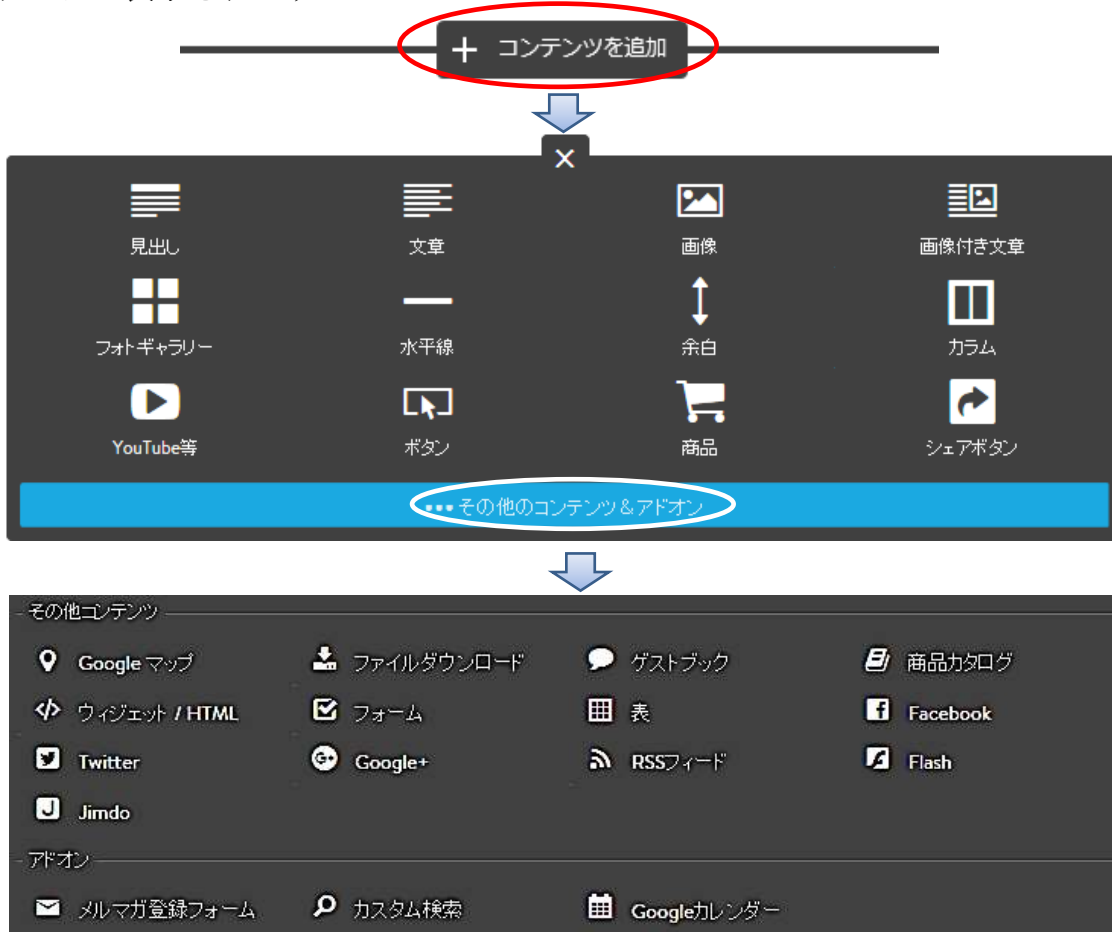 + コンテンツを追加
×
見出し 文章 画像 画像付き文章
フォトギャラリー 水平線 余白 カラム
YouTube等 ボタン 商品 シェアボタン
•••その他のコンテンツ&アドオン
その他コンテンツ
Google マップ ファイルダウンロード ゲストブック 商品カタログ
ウィジェット / HTML フォーム 表 Facebook
Twitter Google+ RSSフィード Flash
Jimdo
アドオン
メルマガ登録フォーム カスタム検索 Googleカレンダー